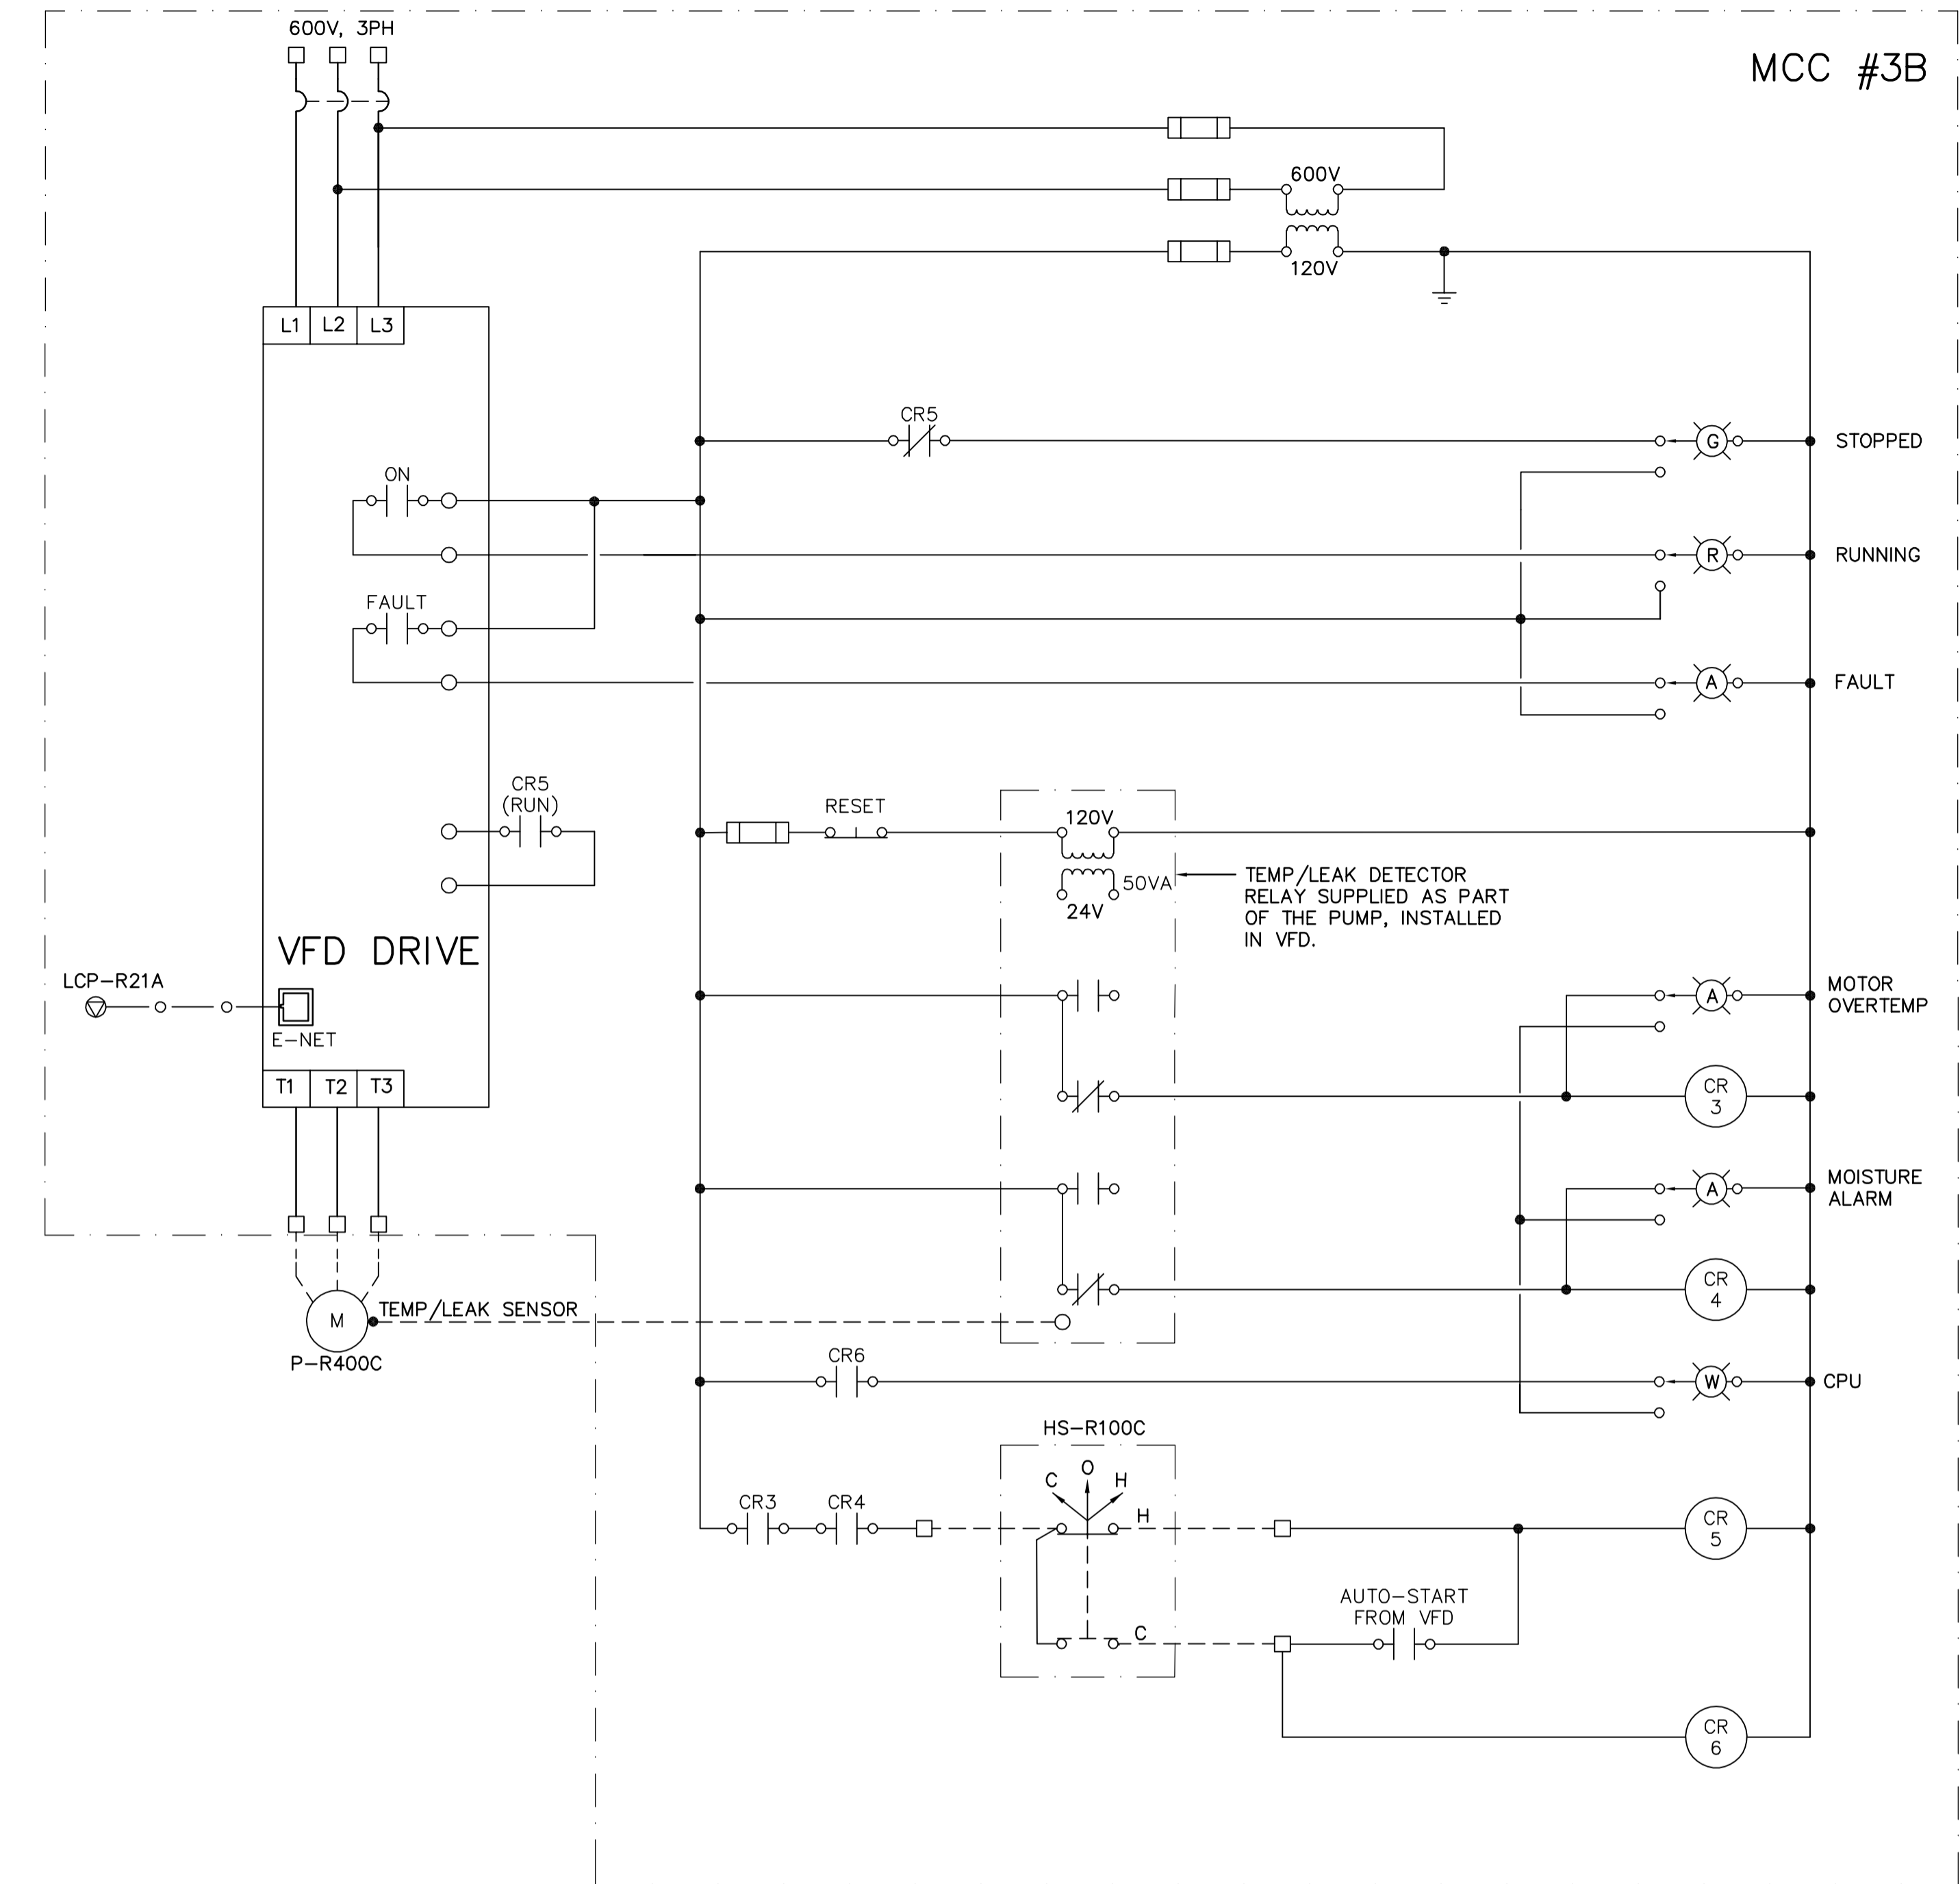 600V, 3PH
MCC #3B
600V
120V
L1 L2 L3
CR5
G
STOPPED
ON
R
RUNNING
FAULT
A
FAULT
CR5
(RUN)
RESET
120V
50VA
24V
TEMP/LEAK DETECTOR
RELAY SUPPLIED AS PART
OF THE PUMP, INSTALLED
IN VFD.
VFD DRIVE
LCP-R21A
E-NET
A
MOTOR
OVERTEMP
T1 T2 T3
CR
3
A
MOISTURE
ALARM
CR
4
TEMP/LEAK SENSOR
M
P-R400C
CR6
W
CPU
HS-R100C
C O H
H
CR3
CR4
CR
5
AUTO-START
FROM VFD
C
CR
6